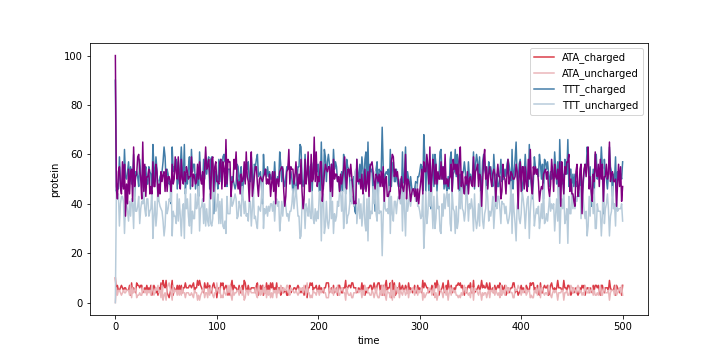 100
80
60
40
20
0
protein
0
100
200
300
400
500
time
ATA_charged
ATA_uncharged
TTT_charged
TTT_uncharged